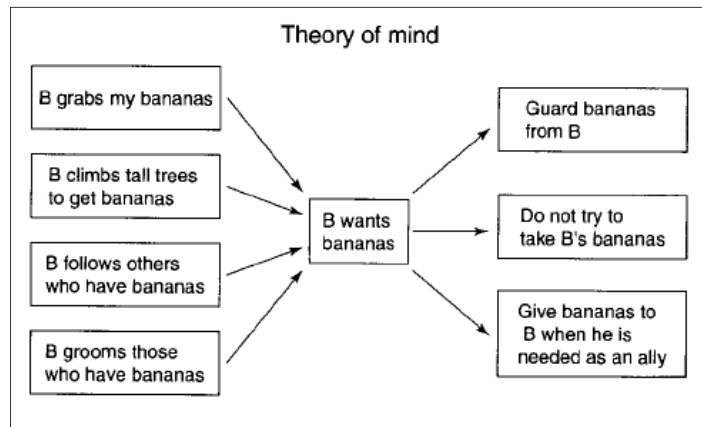 Theory of mind
B grabs my bananas
B climbs tall trees
to get bananas
B follows others
who have bananas
B grooms those
who have bananas
B wants
bananas
Guard bananas
from B
Do not try to
take B's bananas
Give bananas to
B when he is
needed as an ally